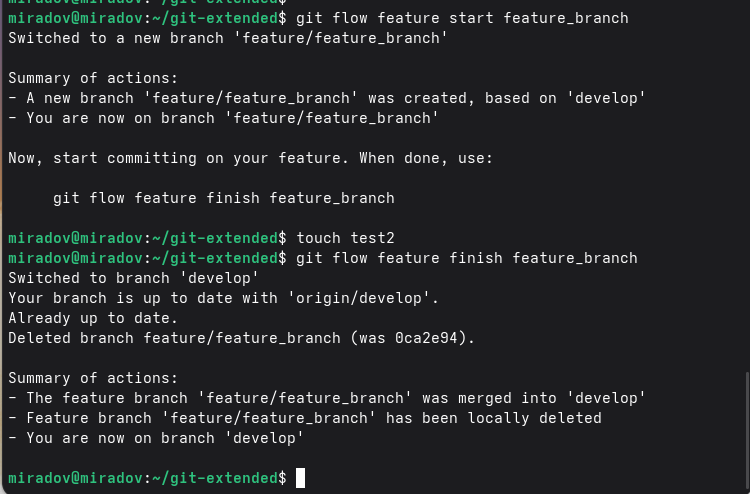 miradov@miradov:~/git-extended$ git flow feature start feature_branch
Switched to a new branch 'feature/feature_branch'
Summary of actions:
- A new branch 'feature/feature_branch' was created, based on 'develop'
- You are now on branch 'feature/feature_branch'
Now, start committing on your feature. When done, use:
git flow feature finish feature_branch
miradov@miradov:~/git-extended$ touch test2
miradov@miradov:~/git-extended$ git flow feature finish feature_branch
Switched to branch 'develop'
Your branch is up to date with 'origin/develop'.
Already up to date.
Deleted branch feature/feature_branch (was 0ca2e94).
Summary of actions:
- The feature branch 'feature/feature_branch' was merged into 'develop'
- Feature branch 'feature/feature_branch' has been locally deleted
- You are now on branch 'develop'
miradov@miradov:~/git-extended$